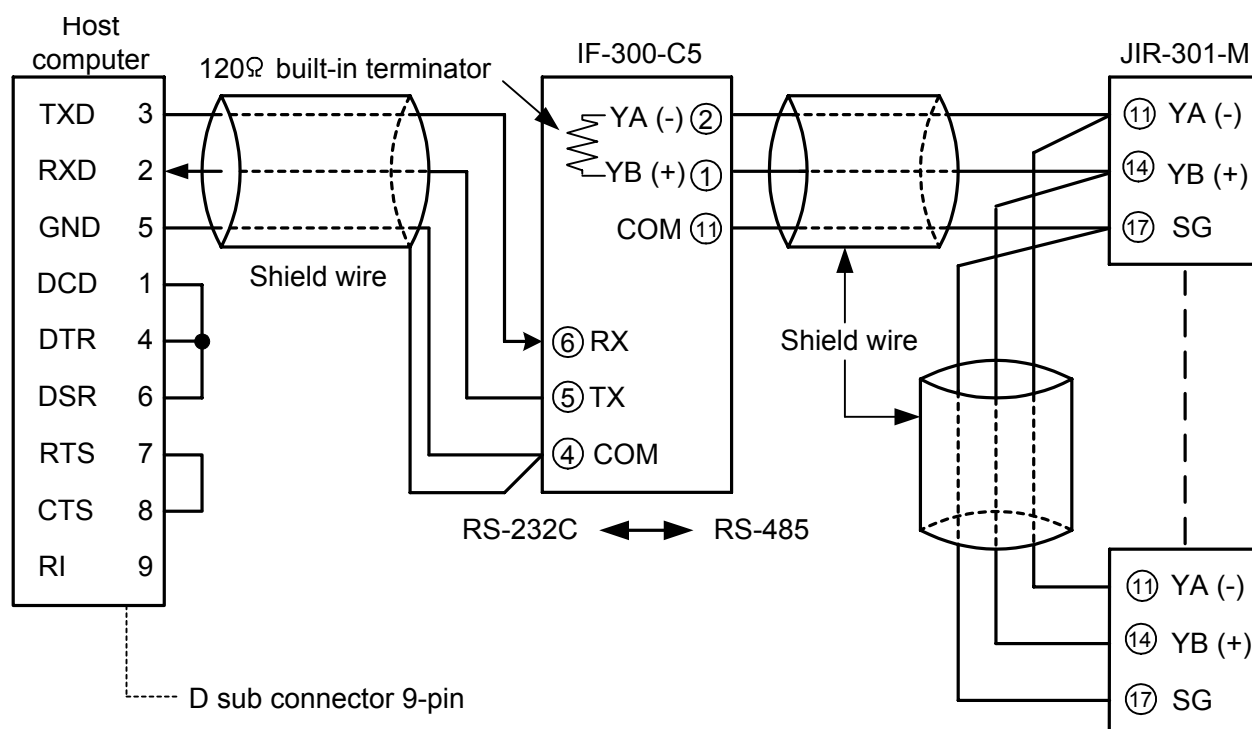 Host
computer
TXD 3
RXD 2
GND 5
DCD 1
DTR 4
DSR 6
RTS 7
CTS 8
RI 9
D sub connector 9-pin
120Ω built-in terminator
Shield wire
IF-300-C5
YA (-) 2
YB (+) 1
COM 11
6 RX
5 TX
4 COM
RS-232C
RS-485
Shield wire
JIR-301-M
11 YA (-)
14 YB (+)
17 SG
11 YA (-)
14 YB (+)
17 SG